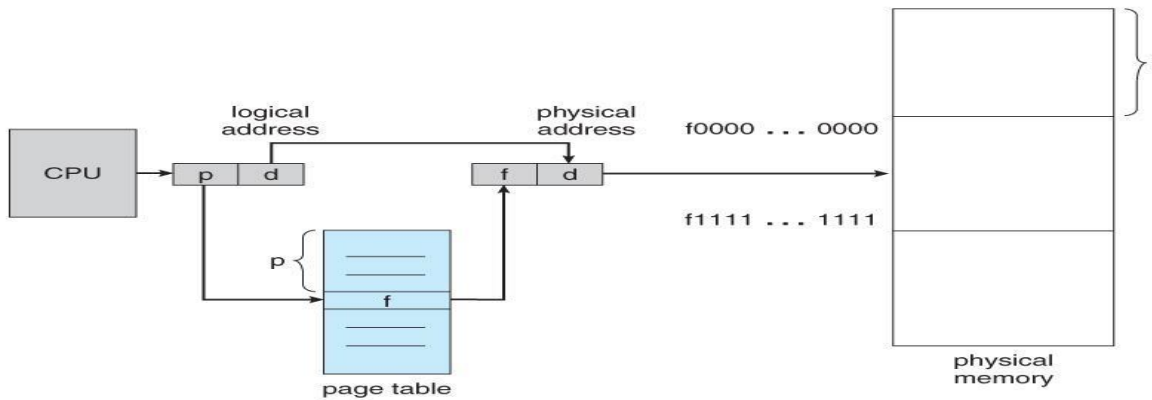 logical
address
physical
address
f0000 ... 0000
CPU
p
d
f
d
f1111 ... 1111
p
f
page table
physical
memory